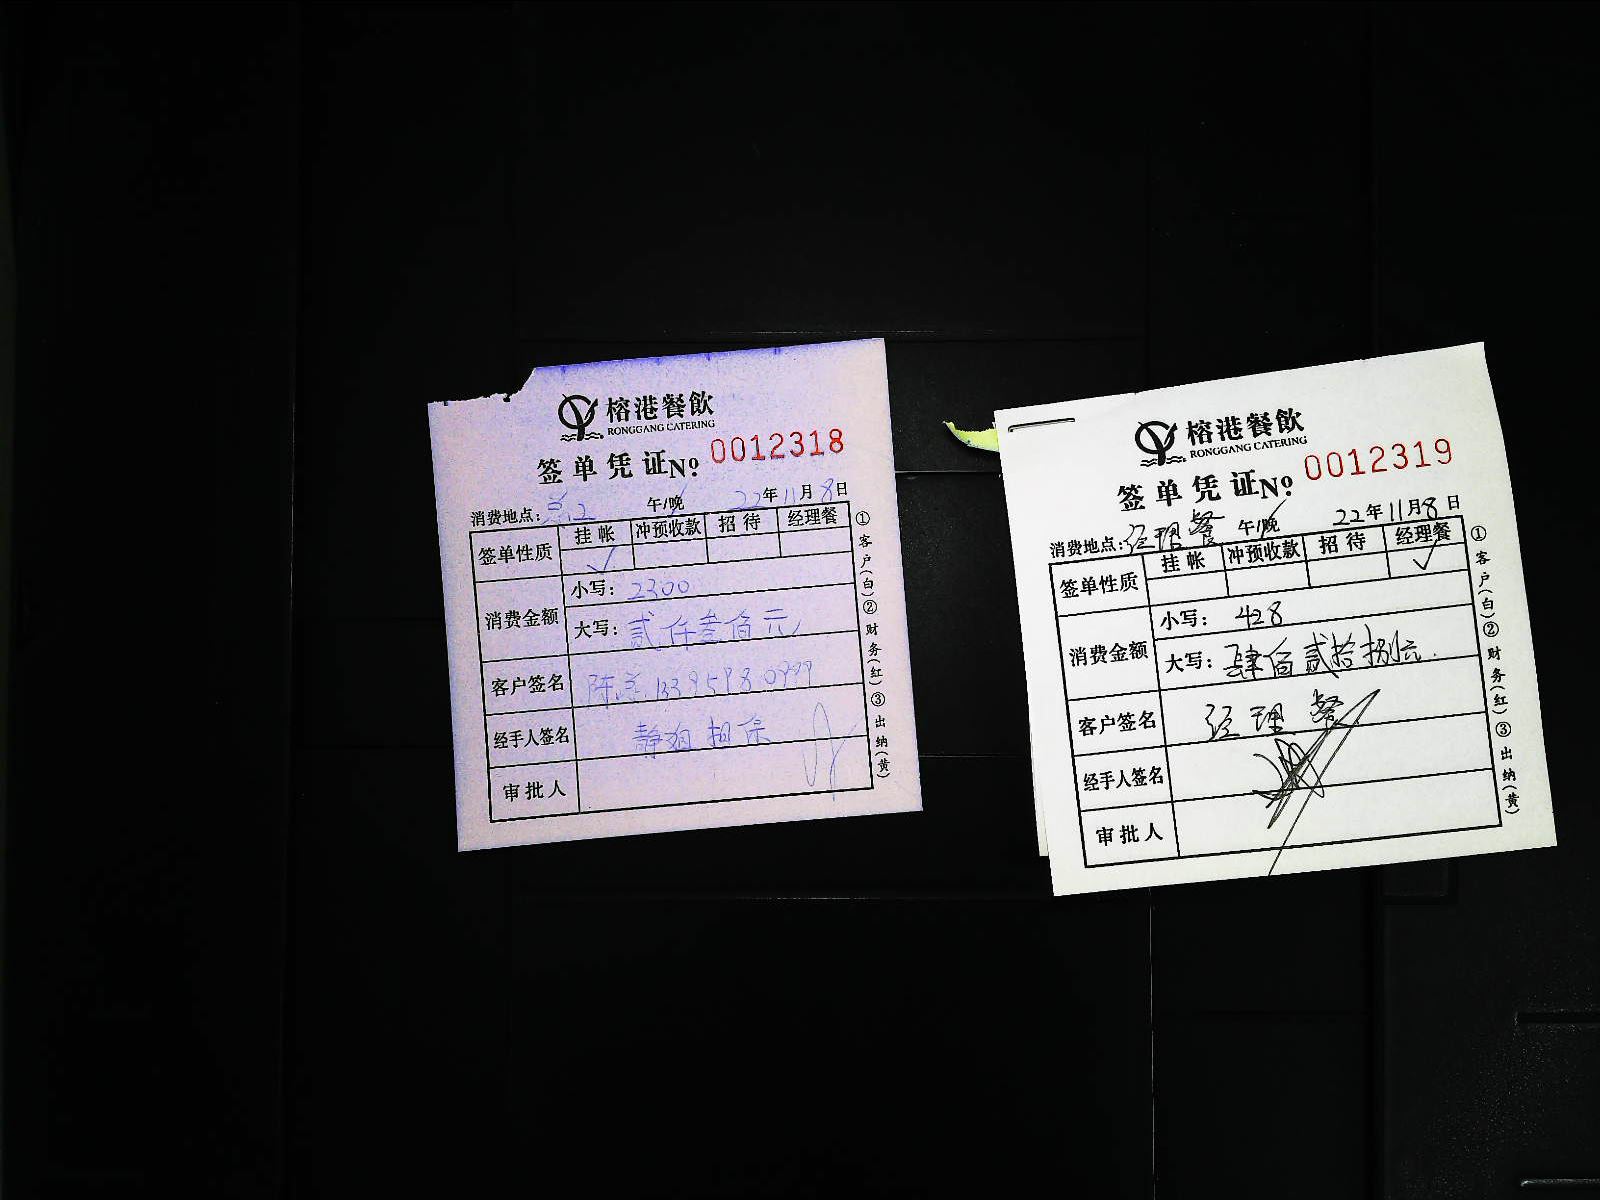 榕港餐飲
RONGGANG CATERING
签单凭证№ 0012318
消费地点: 午/晚 22年11月8日
签单性质 挂帐 冲预收款 招待 经理餐
✓
消费金额 小写: 2300
大写: 贰仟叁佰元
客户签名 陈总
经手人签名 静
审批人
①客户(白)②财务(红)③出纳(黄)
榕港餐飲
RONGGANG CATERING
签单凭证№ 0012319
消费地点: 经理餐 午/晚 22年11月8日
签单性质 挂帐 冲预收款 招待 经理餐
✓
消费金额 小写: 428
大写: 肆佰贰拾捌元.
客户签名 经理餐
经手人签名
审批人
①客户(白)②财务(红)③出纳(黄)